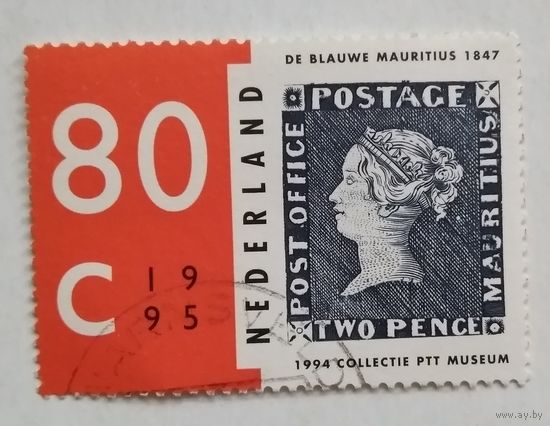 80
C
19
95
NEDERLAND
DE BLAUWE MAURITIUS 1847
POSTAGE
POST OFFICE
MAURITIUS
TWO PENCE
1994 COLLECTIE PTT MUSEUM
www.ay.by